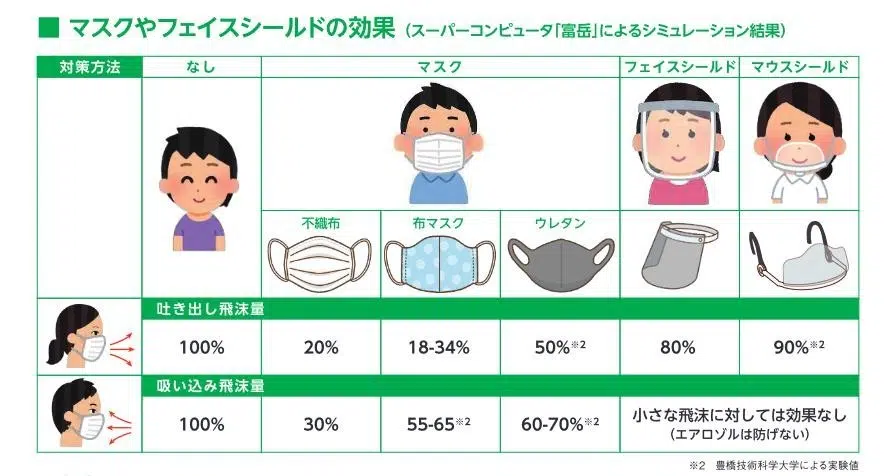 ■ マスクやフェイスシールドの効果（スーパーコンピュータ「富岳」によるシミュレーション結果）
対策方法 なし マスク フェイスシールド マウスシールド
不織布 布マスク ウレタン
吐き出し飛沫量
100% 20% 18-34% 50%※2 80% 90%※2
吸い込み飛沫量
100% 30% 55-65※2 60-70%※2 小さな飛沫に対しては効果なし
（エアロゾルは防げない）
※2 豊橋技術科学大学による実験値